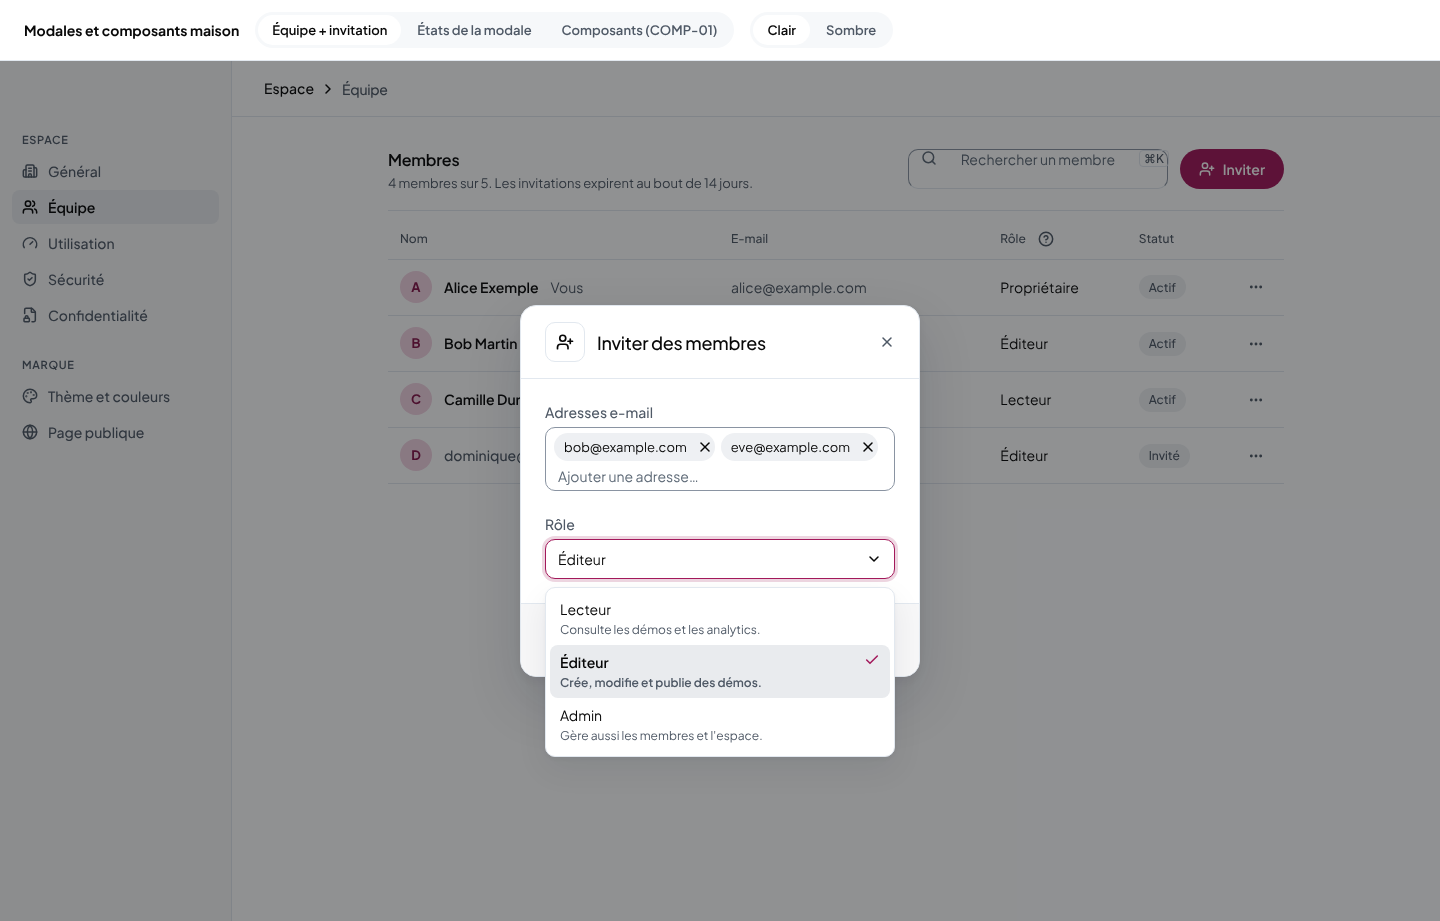 Modales et composants maison
Équipe + invitation
États de la modale
Composants (COMP-01)
Clair
Sombre
Espace
Équipe
ESPACE
Général
Équipe
Utilisation
Sécurité
Confidentialité
MARQUE
Thème et couleurs
Page publique
Membres
4 membres sur 5. Les invitations expirent au bout de 14 jours.
Rechercher un membre
⌘K
Inviter
Nom
E-mail
Rôle
Statut
A Alice Exemple Vous alice@example.com Propriétaire Actif
B Bob Martin Éditeur Actif
C Camille Dur Lecteur Actif
D dominique@ Éditeur Invité
Inviter des membres
Adresses e-mail
bob@example.com
eve@example.com
Ajouter une adresse…
Rôle
Éditeur
Lecteur
Consulte les démos et les analytics.
Éditeur
Crée, modifie et publie des démos.
Admin
Gère aussi les membres et l'espace.